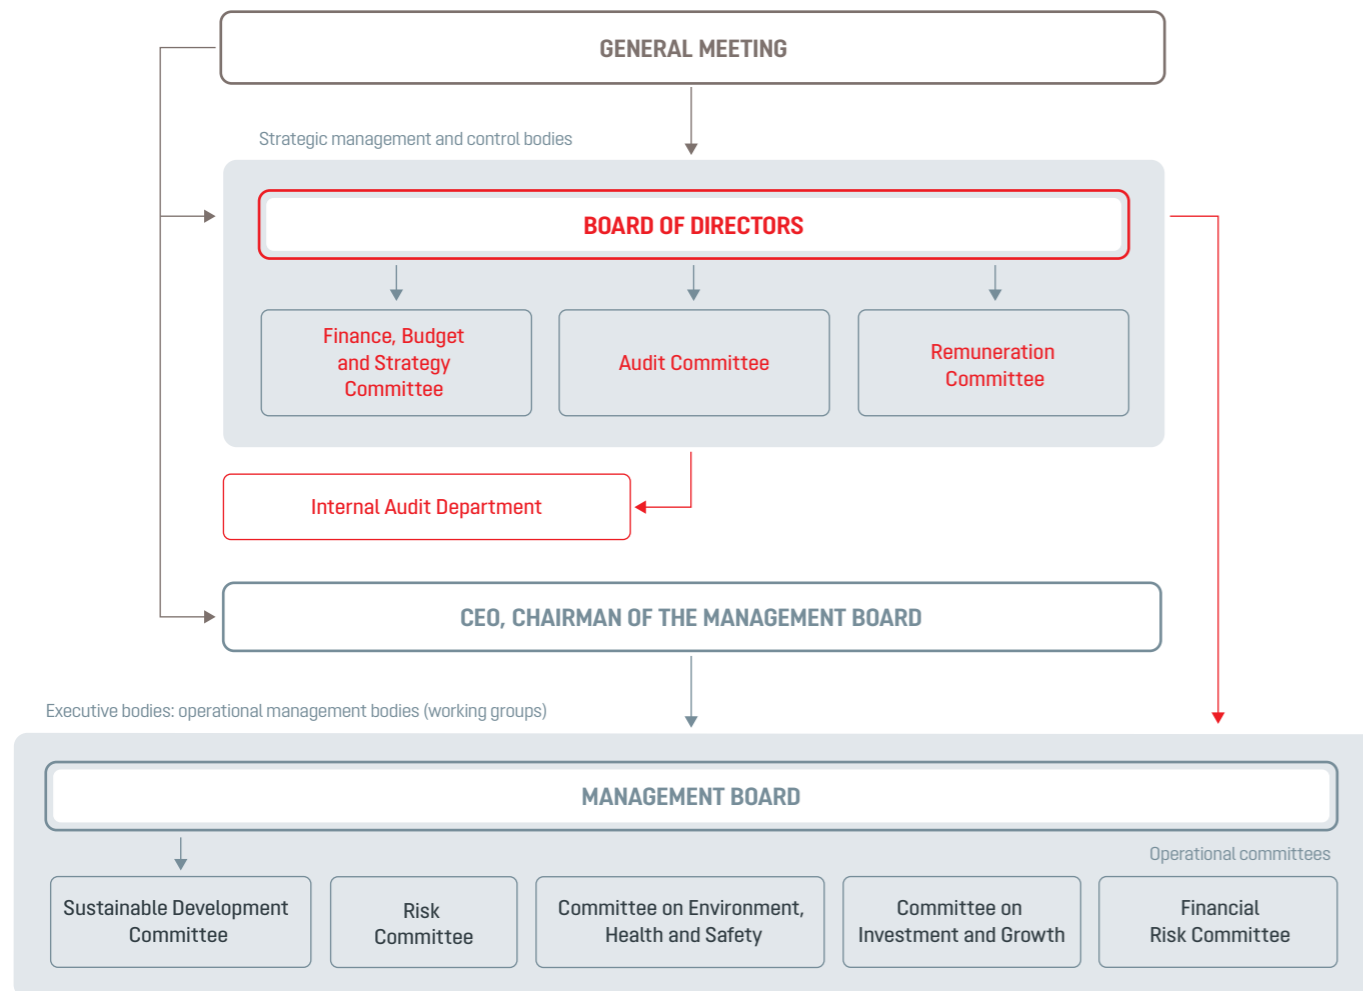 GENERAL MEETING
Strategic management and control bodies
BOARD OF DIRECTORS
Finance, Budget
and Strategy
Committee
Audit Committee
Remuneration
Committee
Internal Audit Department
CEO, CHAIRMAN OF THE MANAGEMENT BOARD
Executive bodies: operational management bodies (working groups)
MANAGEMENT BOARD
Operational committees
Sustainable Development
Committee
Risk
Committee
Committee on Environment,
Health and Safety
Committee on
Investment and Growth
Financial
Risk Committee